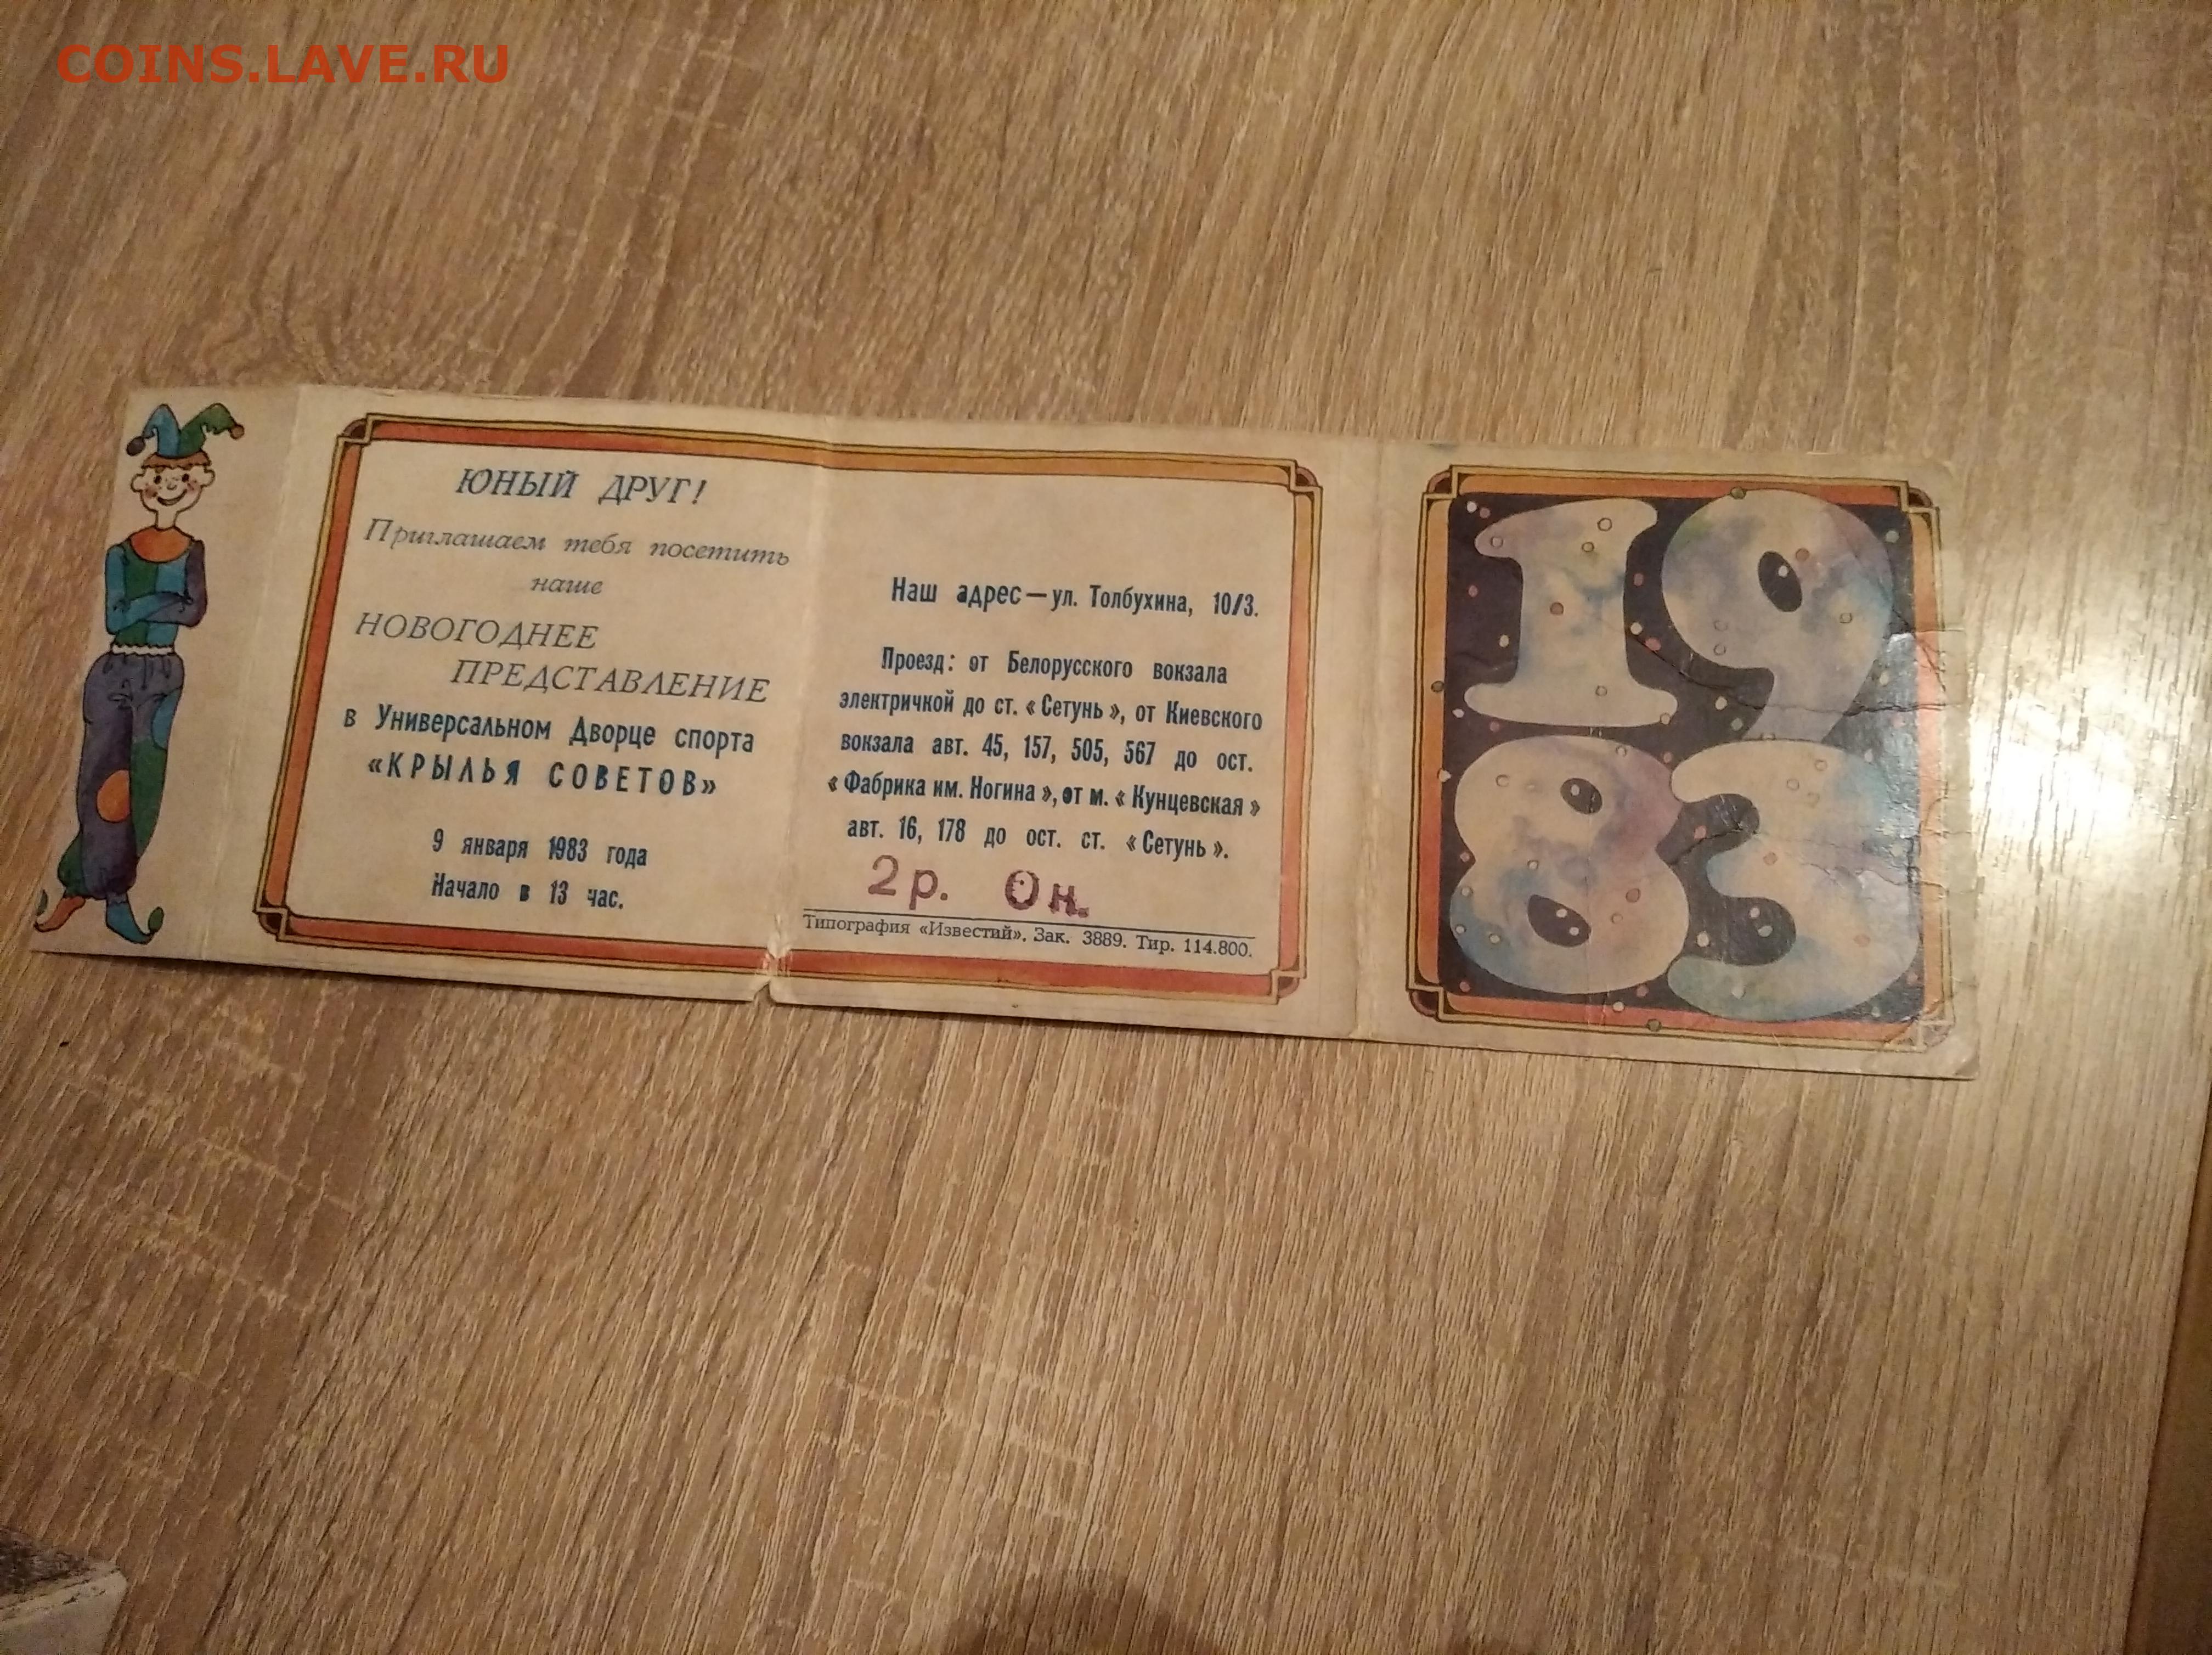 COINS.LAVE.RU
ЮНЫЙ ДРУГ!
Приглашаем тебя посетить
наше
НОВОГОДНЕЕ
ПРЕДСТАВЛЕНИЕ
в Универсальном Дворце спорта
«КРЫЛЬЯ СОВЕТОВ»
9 января 1983 года
Начало в 13 час.
Наш адрес — ул. Толбухина, 10/3.
Проезд: от Белорусского вокзала
электричкой до ст. «Сетунь», от Киевского
вокзала авт. 45, 157, 505, 567 до ост.
«Фабрика им. Ногина», от м. «Кунцевская»
авт. 16, 178 до ост. ст. «Сетунь».
2р. 0н.
Типография «Известий». Зак. 3889. Тир. 114.800.
19
83